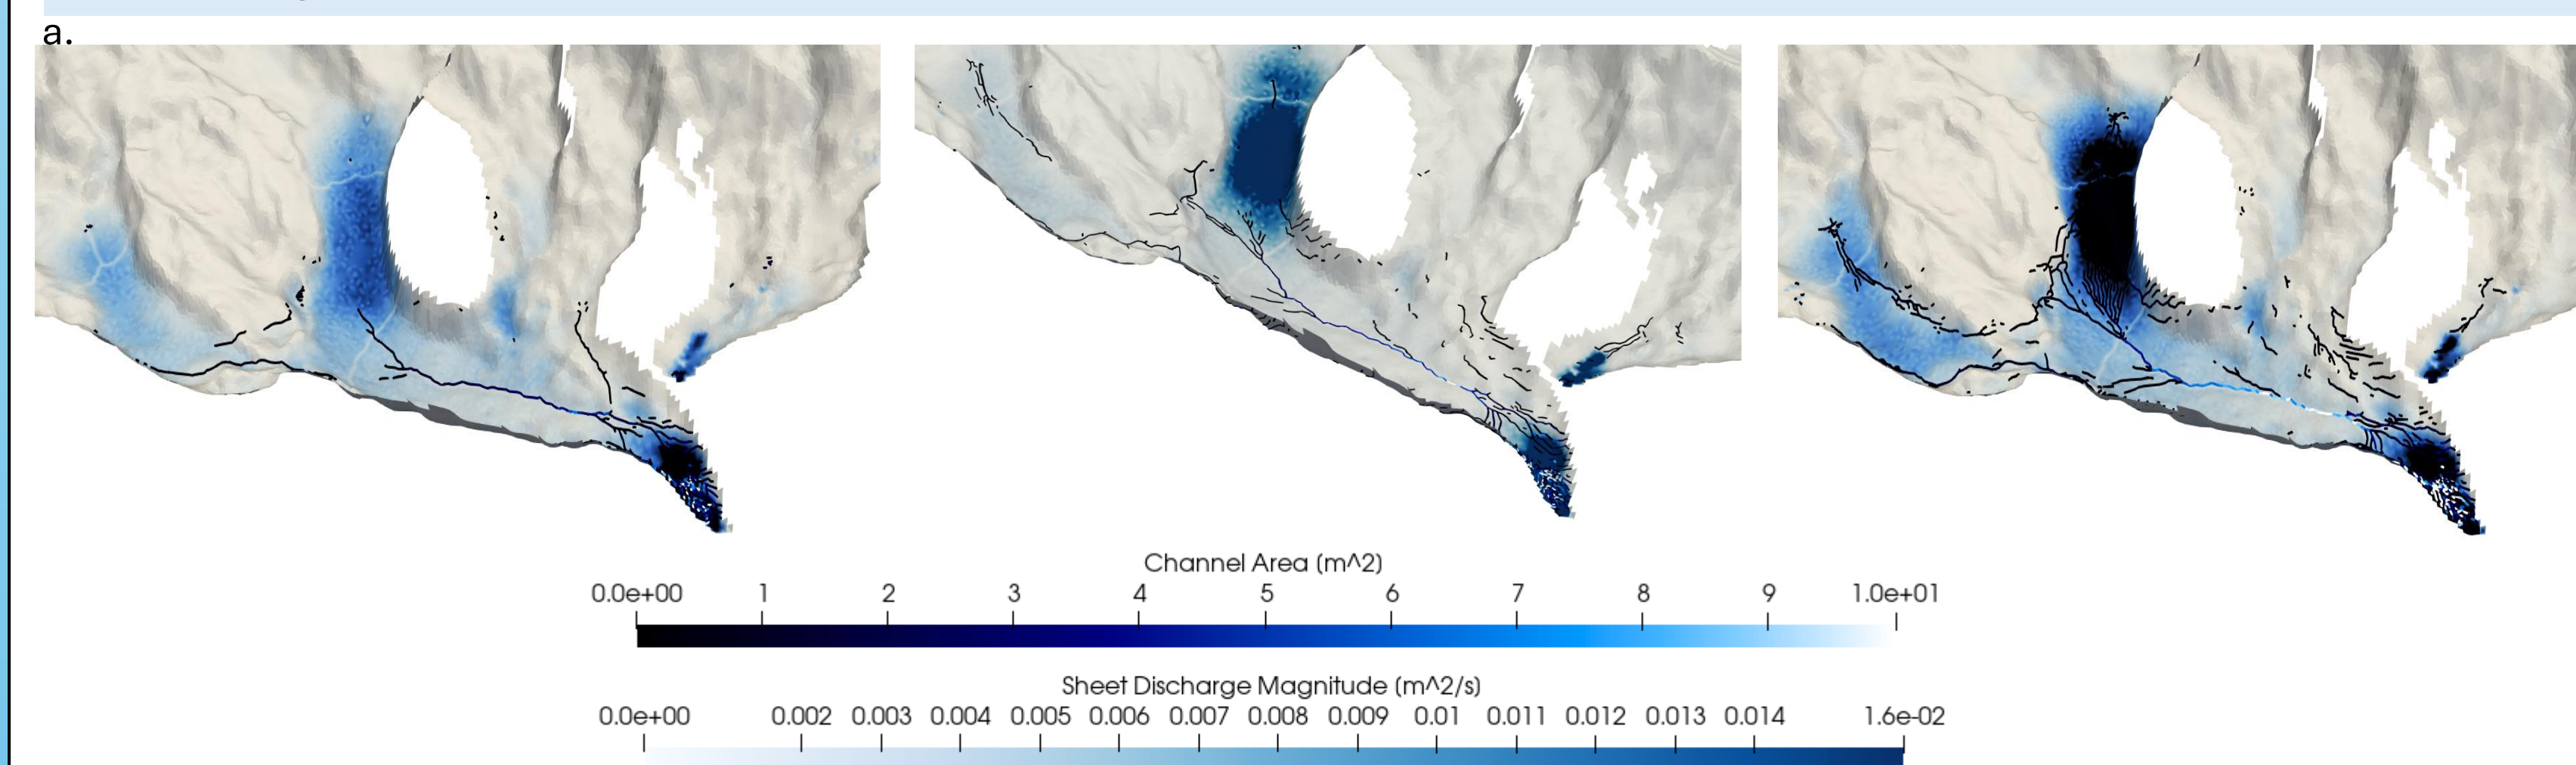 a.
Channel Area (m^2)
0.0e+00 1 2 3 4 5 6 7 8 9 1.0e+01
Sheet Discharge Magnitude (m^2/s)
0.0e+00 0.002 0.003 0.004 0.005 0.006 0.007 0.008 0.009 0.01 0.011 0.012 0.013 0.014 1.6e-02